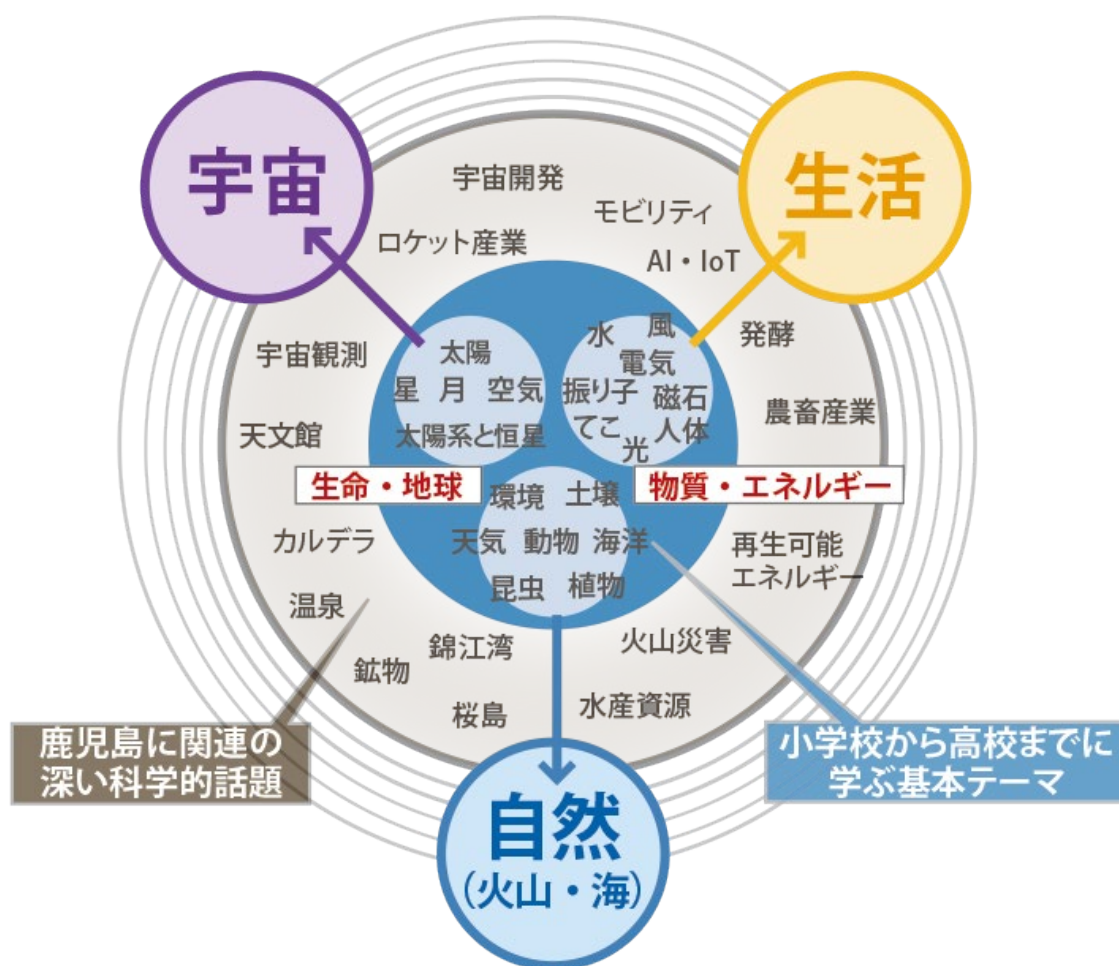 宇宙
生活
宇宙開発
モビリティ
ロケット産業
AI・IoT
宇宙観測
天文館
発酵
農畜産業
太陽
星 月 空気
太陽系と恒星
水 風
電気
振り子 磁石
てこ 光 人体
生命・地球
物質・エネルギー
環境 土壌
天気 動物 海洋
昆虫 植物
カルデラ
温泉
鉱物
錦江湾
桜島
再生可能
エネルギー
火山災害
水産資源
鹿児島に関連の
深い科学的話題
小学校から高校までに
学ぶ基本テーマ
自然
(火山・海)